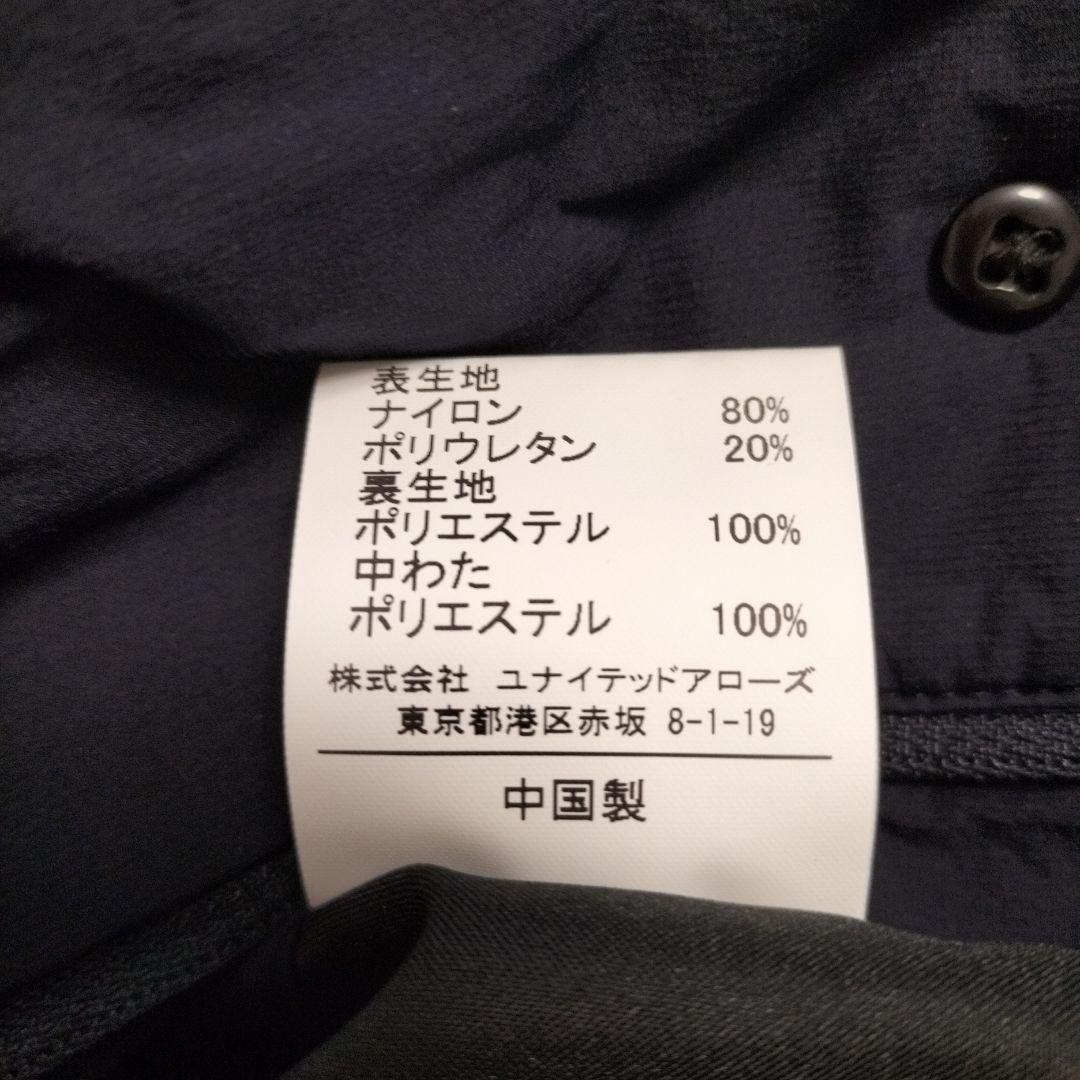 表生地
ナイロン 80%
ポリウレタン 20%
裏生地
ポリエステル 100%
中わた
ポリエステル 100%
株式会社 ユナイテッドアローズ
東京都港区赤坂 8-1-19
中国製